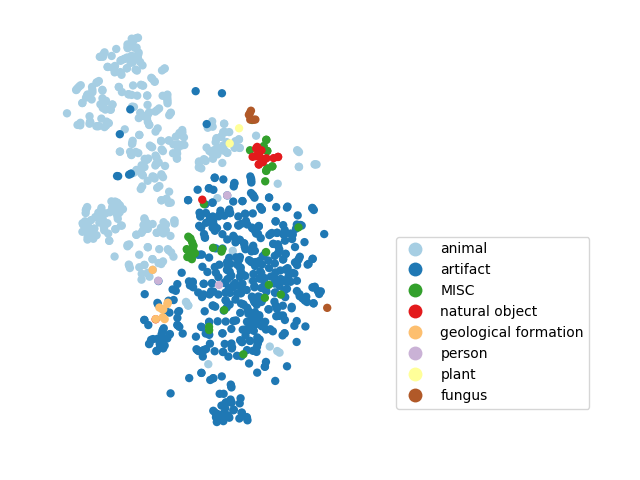 animal
artifact
MISC
natural object
geological formation
person
plant
fungus